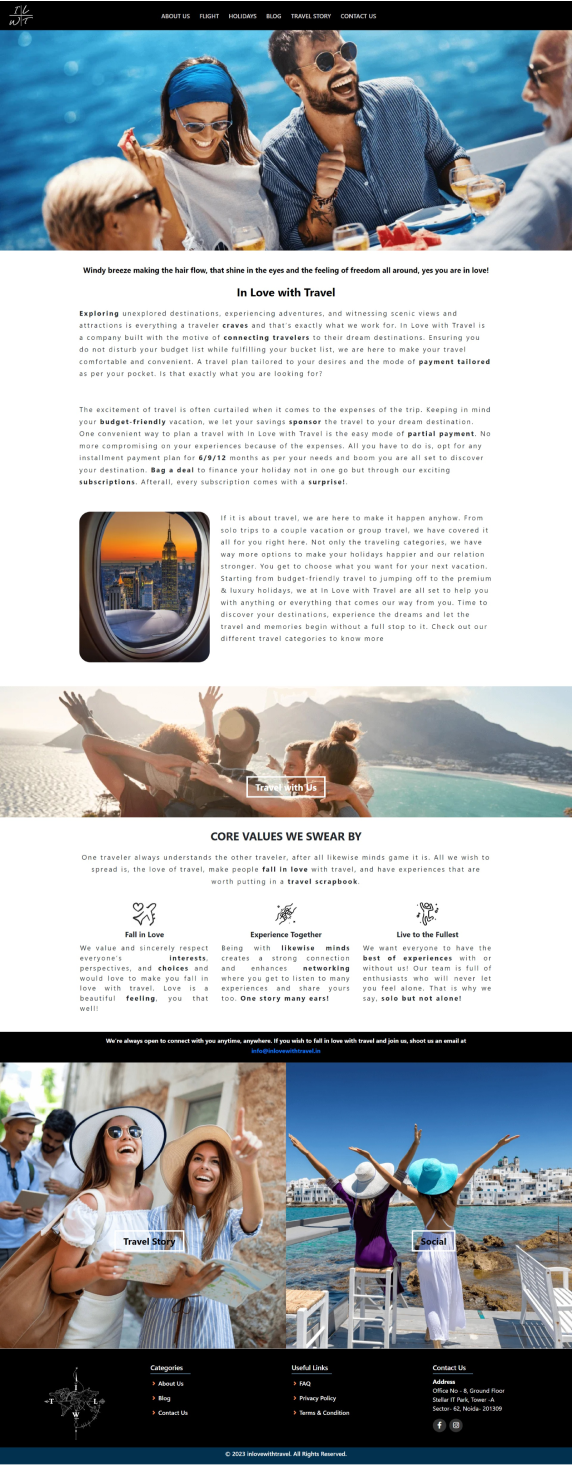 I L
W T
ABOUT US FLIGHT HOLIDAYS BLOG TRAVEL STORY CONTACT US
Windy breeze making the hair flow, that shine in the eyes and the feeling of freedom all around, yes you are in love!
In Love with Travel
Exploring unexplored destinations, experiencing adventures, and witnessing scenic views and
attractions is everything a traveler craves and that's exactly what we work for. In Love with Travel is
a company built with the motive of connecting travelers to their dream destinations. Ensuring you
do not disturb your budget list while fulfilling your bucket list, we are here to make your travel
comfortable and convenient. A travel plan tailored to your desires and the mode of payment tailored
as per your pocket. Is that exactly what you are looking for?
The excitement of travel is often curtailed when it comes to the expenses of the trip. Keeping in mind
your budget-friendly vacation, we let your savings sponsor the travel to your dream destination.
One convenient way to plan a travel with In Love with Travel is the easy mode of partial payment. No
more compromising on your experiences because of the expenses. All you have to do is, opt for any
installment payment plan for 6/9/12 months as per your needs and boom you are all set to discover
your destination. Bag a deal to finance your holiday not in one go but through our exciting
subscriptions. Afterall, every subscription comes with a surprise!.
If it is about travel, we are here to make it happen anyhow. From
solo trips to a couple vacation or group travel, we have covered it
all for you right here. Not only the traveling categories, we have
way more options to make your holidays happier and our relation
stronger. You get to choose what you want for your next vacation.
Starting from budget-friendly travel to jumping off to the premium
& luxury holidays, we at In Love with Travel are all set to help you
with anything or everything that comes our way from you. Time to
discover your destinations, experience the dreams and let the
travel and memories begin without a full stop to it. Check out our
different travel categories to know more
Travel with Us
CORE VALUES WE SWEAR BY
One traveler always understands the other traveler, after all likewise minds game it is. All we wish to
spread is, the love of travel, make people fall in love with travel, and have experiences that are
worth putting in a travel scrapbook.
Fall in Love
We value and sincerely respect
everyone's interests,
perspectives, and choices and
would love to make you fall in
love with travel. Love is a
beautiful feeling, you that
well!
Experience Together
Being with likewise minds
creates a strong connection
and enhances networking
where you get to listen to many
experiences and share yours
too. One story many ears!
Live to the Fullest
We want everyone to have the
best of experiences with or
without us! Our team is full of
enthusiasts who will never let
you feel alone. That is why we
say, solo but not alone!
We're always open to connect with you anytime, anywhere. If you wish to fall in love with travel and join us, shoot us an email at
info@inlovewithtravel.in
Travel Story
Social
I
T L
W
Categories
About Us
Blog
Contact Us
Useful Links
FAQ
Privacy Policy
Terms & Condition
Contact Us
Address
Office No - 8, Ground Floor
Stellar IT Park, Tower -A
Sector- 62, Noida- 201309
© 2023 inlovewithtravel. All Rights Reserved.